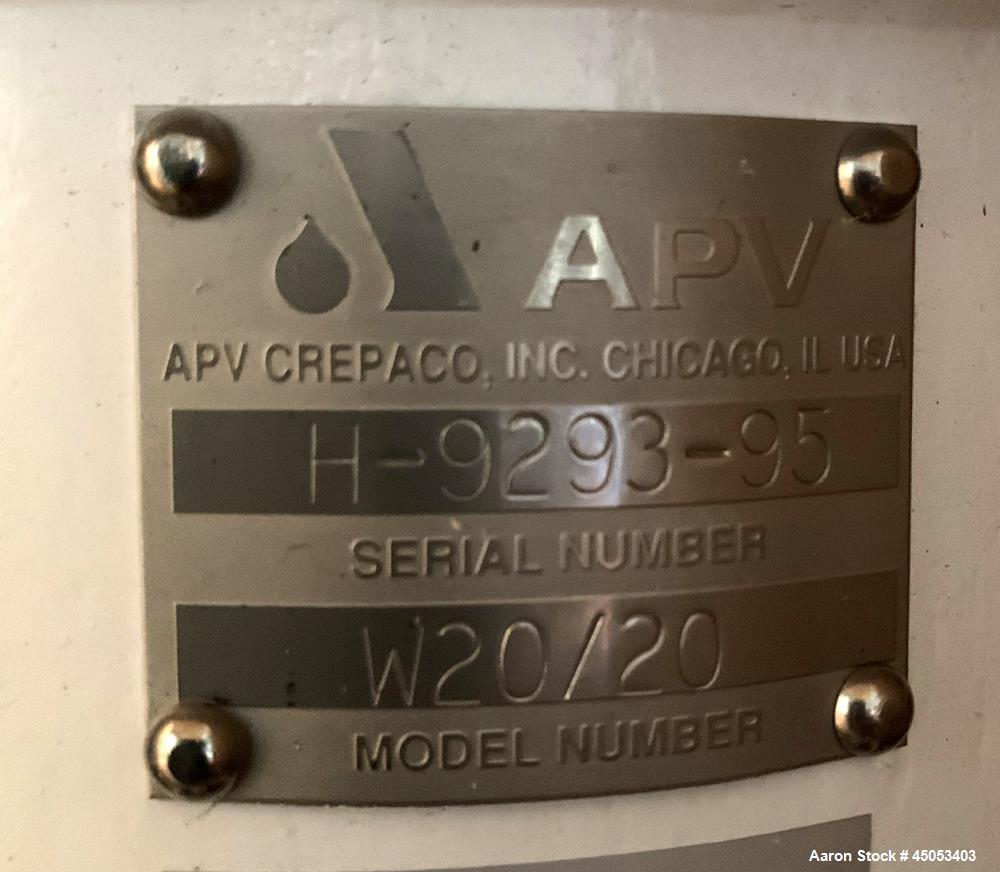 APV
APV CREPACO, INC. CHICAGO, IL USA
H-9293-95
SERIAL NUMBER
W20/20
MODEL NUMBER
Aaron Stock # 45053403